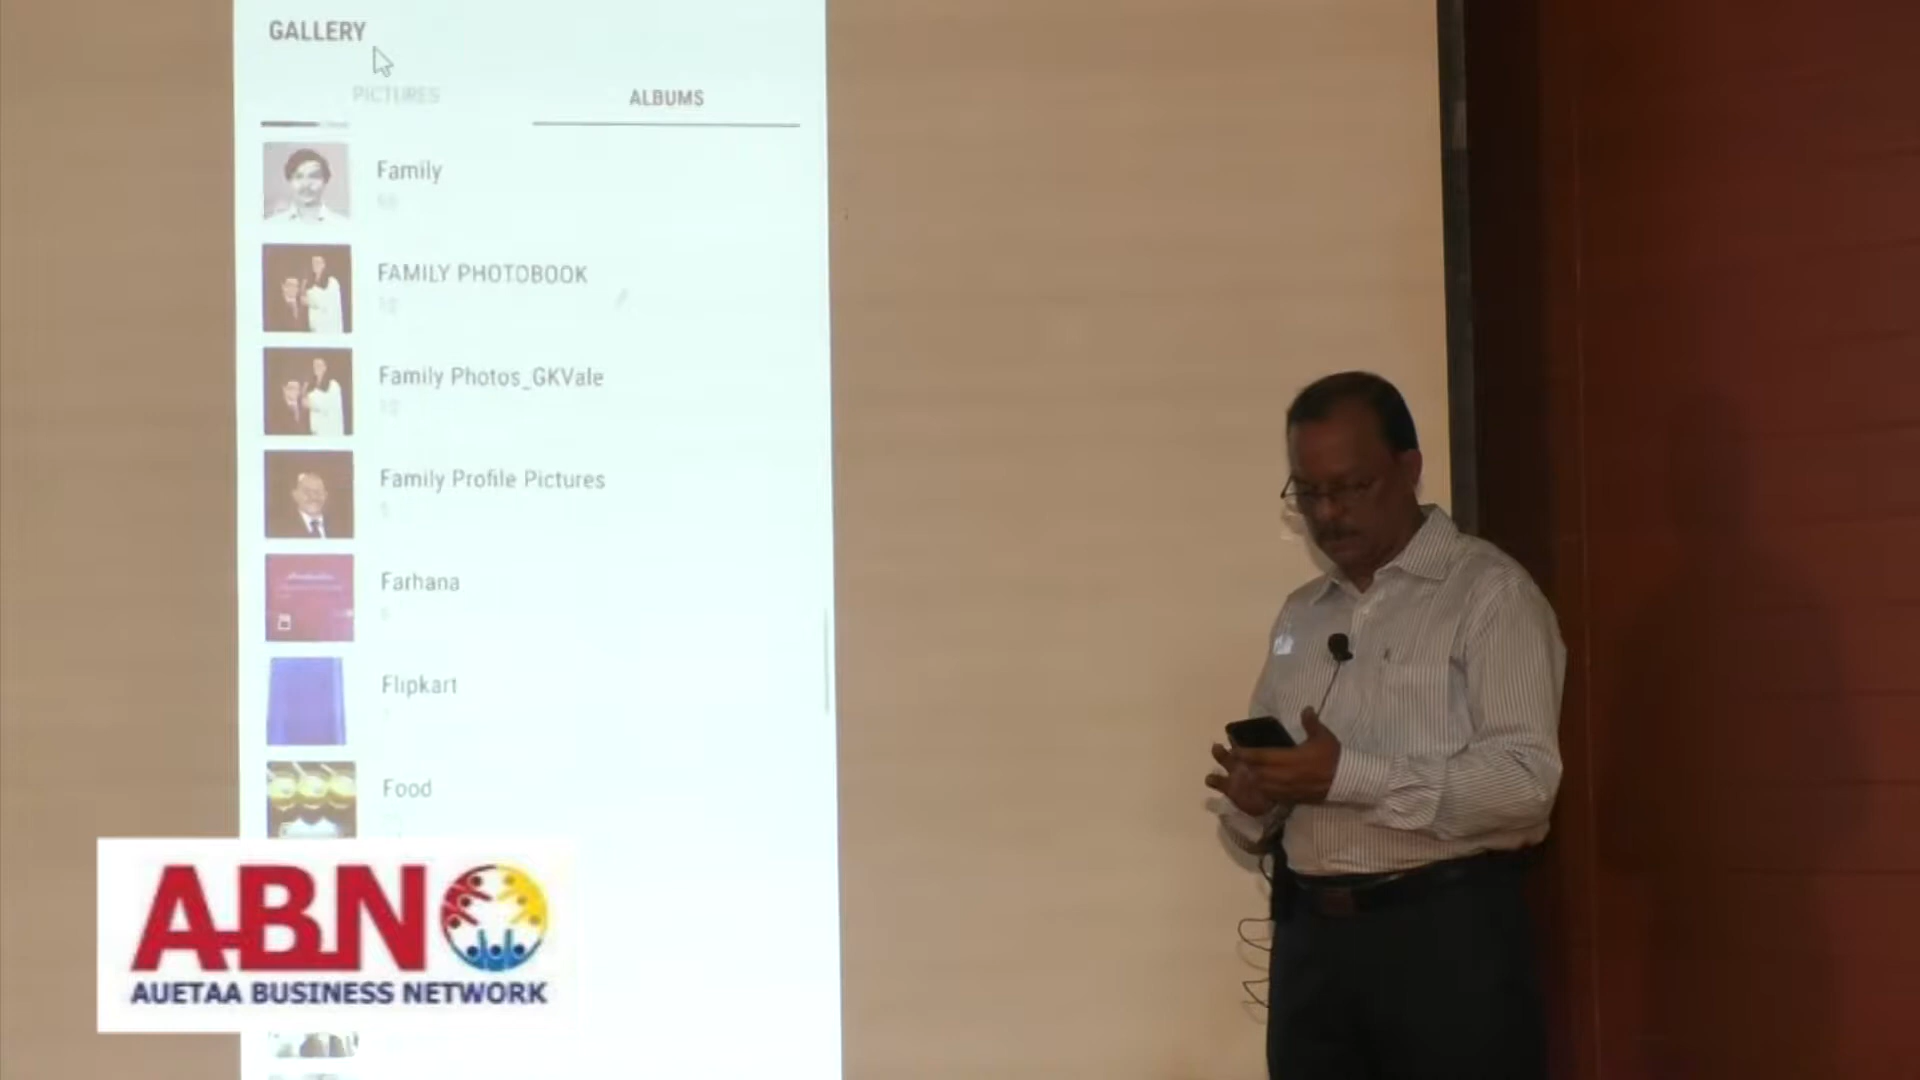 GALLERY
PICTURES
ALBUMS
Family
FAMILY PHOTOBOOK
Family Photos_GKVale
Family Profile Pictures
Farhana
Flipkart
Food
ABN
AUETAA BUSINESS NETWORK